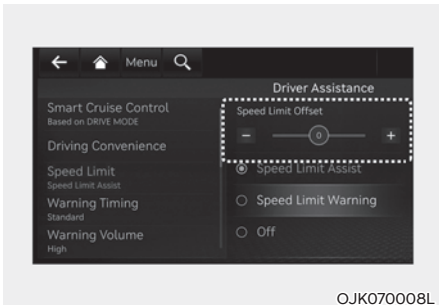 Menu
Driver Assistance
Smart Cruise Control
Based on DRIVE MODE
Driving Convenience
Speed Limit
Speed Limit Assist
Warning Timing
Standard
Warning Volume
High
Speed Limit Offset
- 0 +
Speed Limit Assist
Speed Limit Warning
Off
OJK070008L